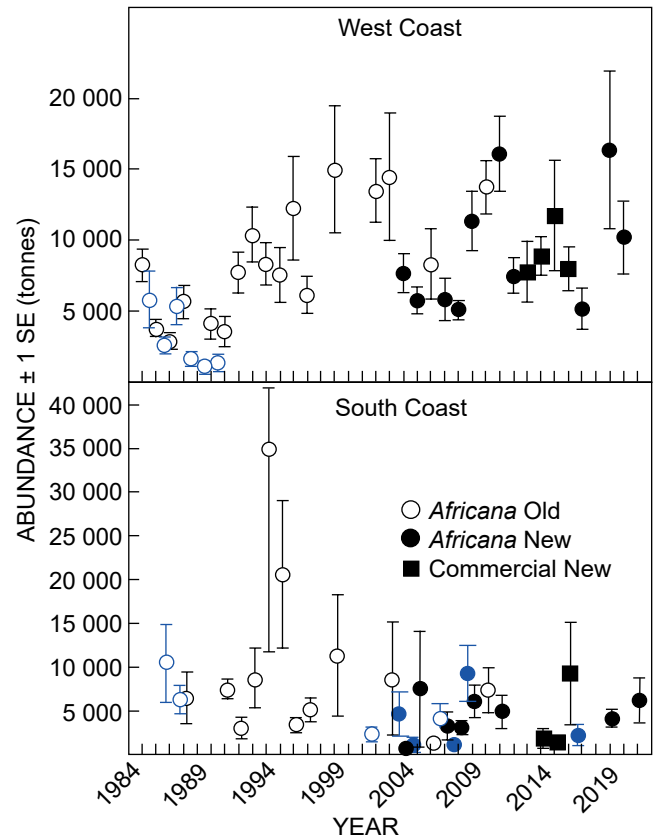 West Coast
20 000
15 000
10 000
5 000
ABUNDANCE ± 1 SE (tonnes)
South Coast
40 000
35 000
30 000
25 000
20 000
15 000
10 000
5 000
Africana Old
Africana New
Commercial New
1984
1989
1994
1999
2004
2009
2014
2019
YEAR